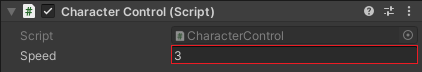 Character Control (Script)
Script CharacterControl
Speed 3